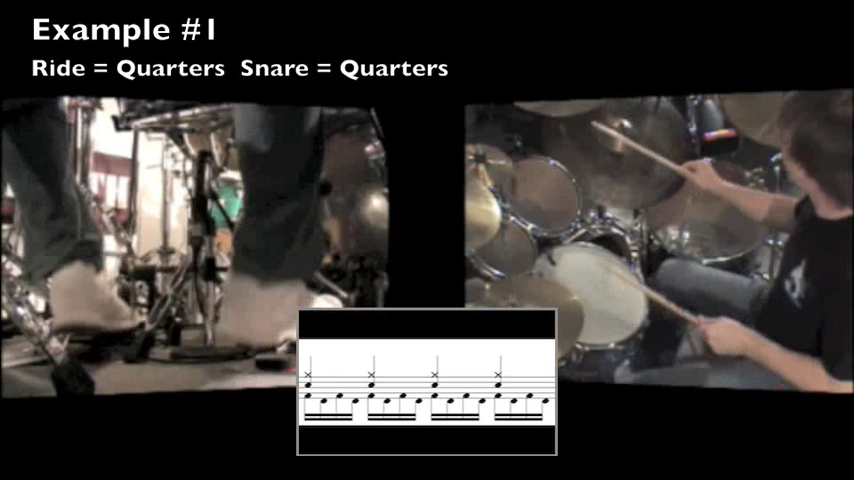 Example #1
Ride = Quarters  Snare = Quarters